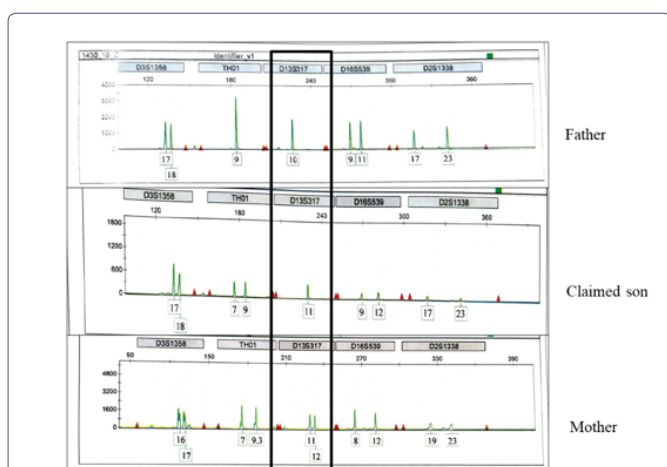 Identifiler_v1
D3S1358 TH01 D13S317 D16S539 D2S1338
120 180 240 300 360
4000
3000
2000
1000
0
17 9 10 9 11 17 23
18
Father
D3S1358 TH01 D13S317 D16S539 D2S1338
120 180 240 300 360
1800
1200
600
0
17 7 9 11 9 12 17 23
18
Claimed son
D3S1358 TH01 D13S317 D16S539 D2S1338
90 150 210 270 330 390
4800
3200
1600
0
16 7 9.3 11 8 12 19 23
17 12
Mother